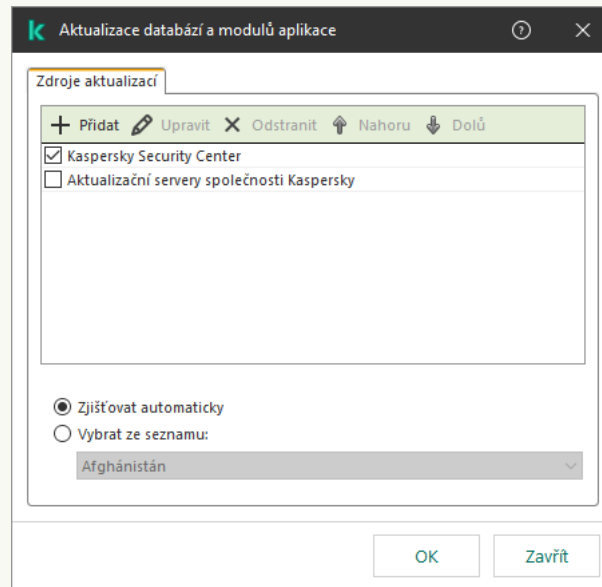 Aktualizace databází a modulů aplikace
Zdroje aktualizací
Přidat Upravit Odstranit Nahoru Dolů
Kaspersky Security Center
Aktualizační servery společnosti Kaspersky
Zjišťovat automaticky
Vybrat ze seznamu:
Afghánistán
OK Zavřít